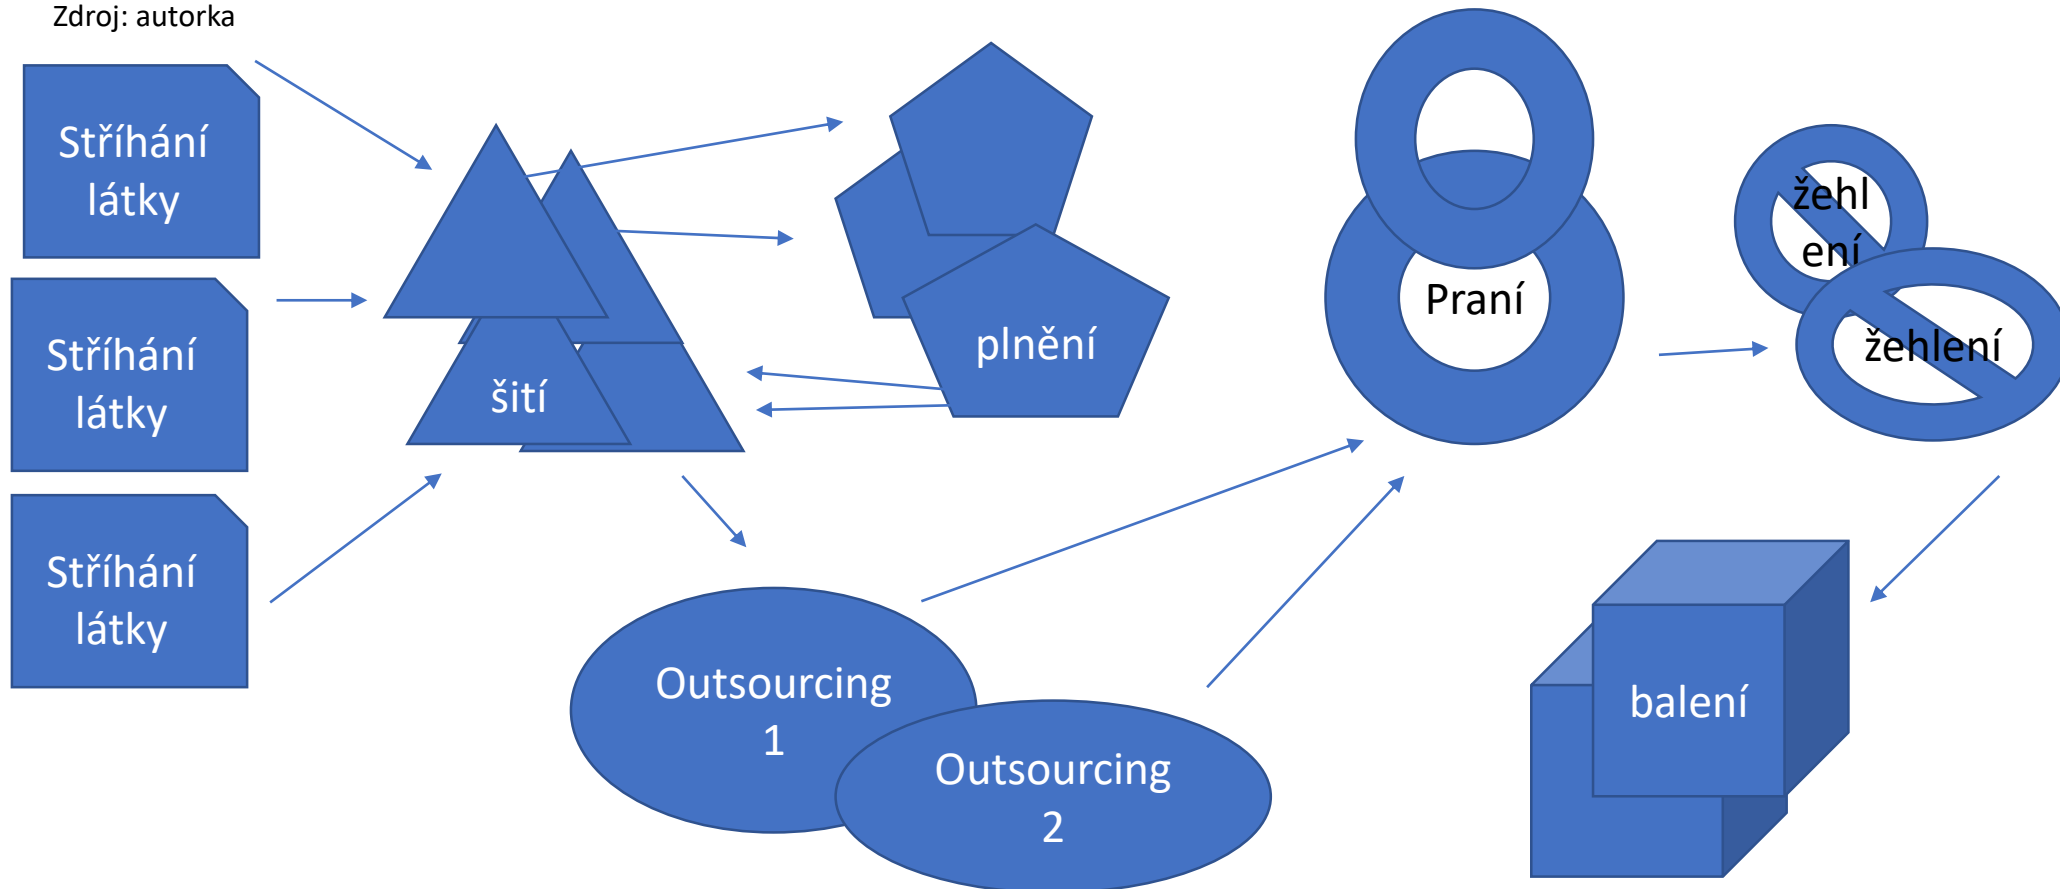 Zdroj: autorka
Stříhání
látky
Stříhání
látky
Stříhání
látky
šití
plnění
Outsourcing
1
Outsourcing
2
Praní
žehl
ení
žehlení
balení